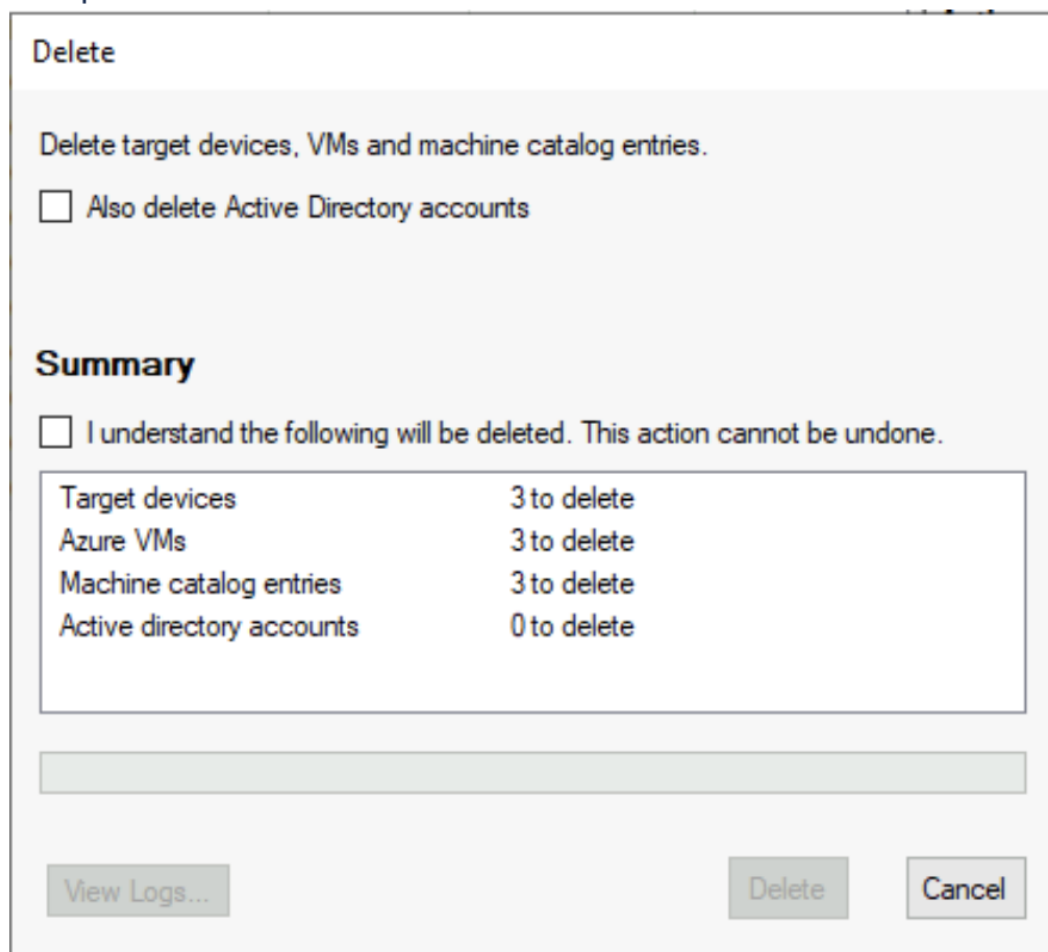 Delete
Delete target devices, VMs and machine catalog entries.
Also delete Active Directory accounts
Summary
I understand the following will be deleted. This action cannot be undone.
Target devices 3 to delete
Azure VMs 3 to delete
Machine catalog entries 3 to delete
Active directory accounts 0 to delete
View Logs...
Delete Cancel